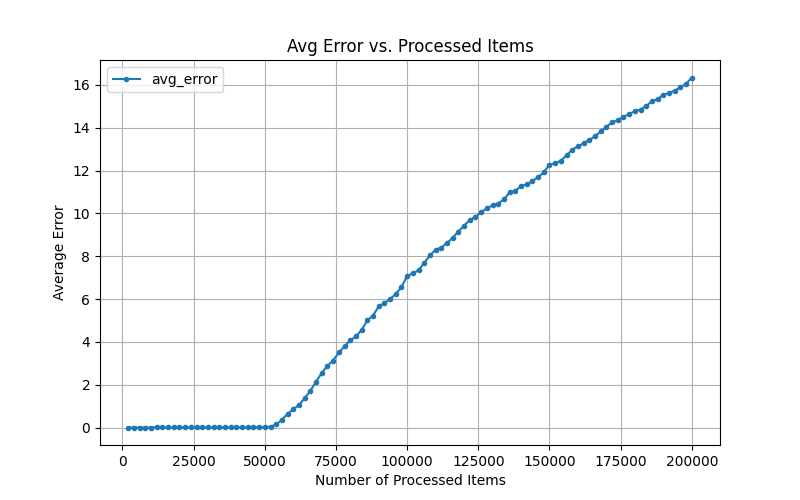 Avg Error vs. Processed Items
avg_error
Average Error
16
14
12
10
8
6
4
2
0
0 25000 50000 75000 100000 125000 150000 175000 200000
Number of Processed Items